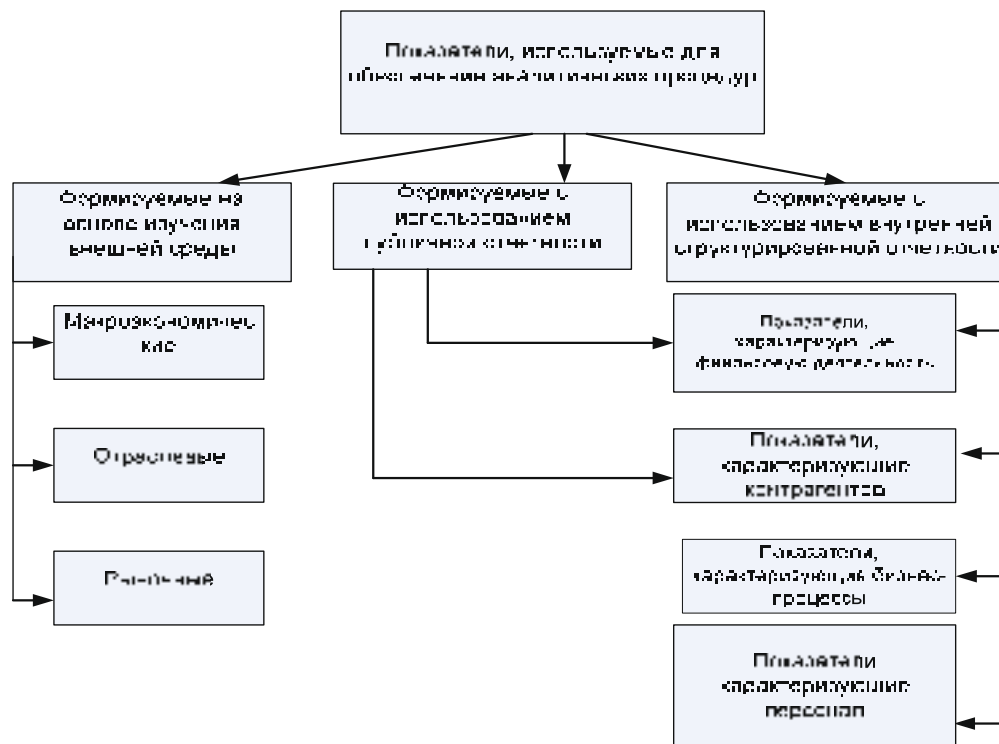 Показатели, используемые для
обеспечения аналитических процедур
Формируемые на
основе изучения
внешней среды
Формируемые с
использованием
публичной отчетности
Формируемые с
использованием внутренней
структурированной отчетности
Макроэкономичес
кие
Показатели,
характеризующие
финансовую деятельность
Отраслевые
Показатели,
характеризующие
контрагентов
Рыночные
Показатели,
характеризующие бизнес-
процессы
Показатели
характеризующие
персонал